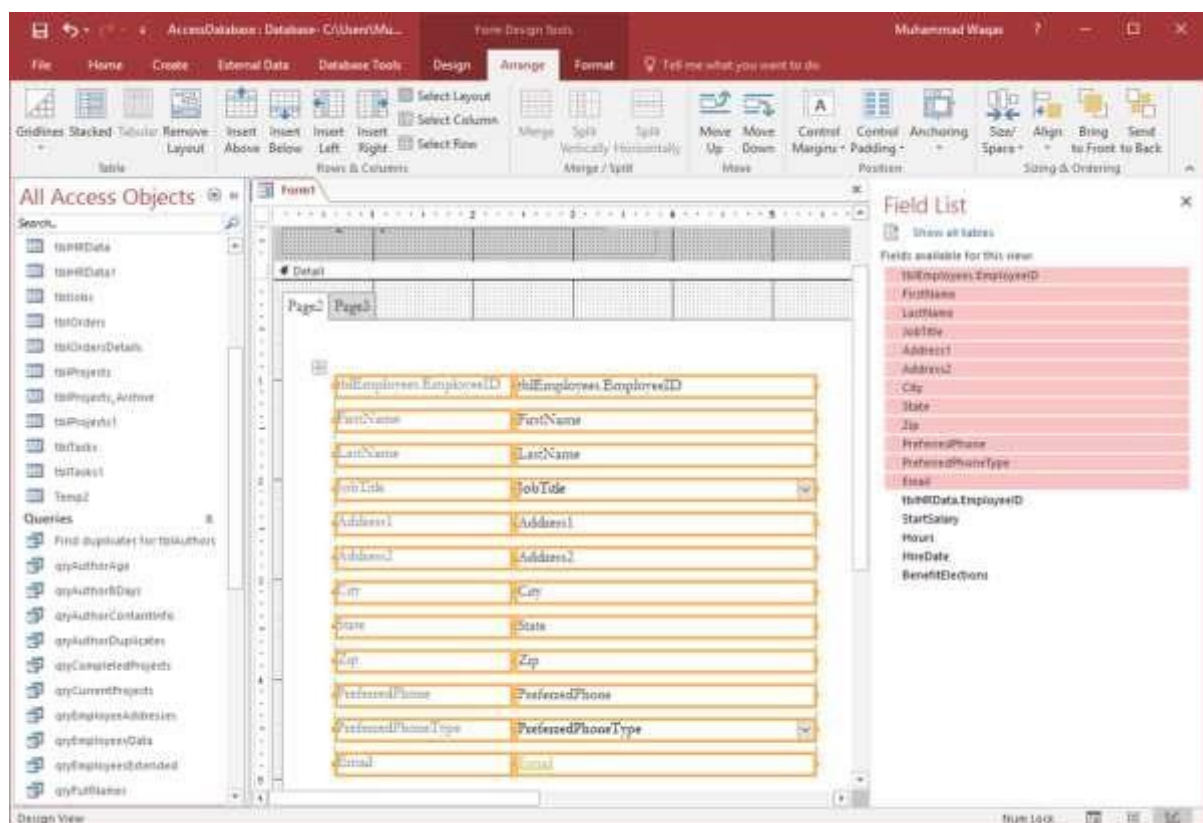 AccessDatabase : Database- C:\Users\Mu...
Form Design Tools
Muhammad Waqas
?
File Home Create External Data Database Tools Design Arrange Format Tell me what you want to do
Gridlines Stacked Tabular Remove Layout
Insert Above Insert Below Insert Left Insert Right
Select Layout
Select Column
Select Row
Merge Split Vertically Split Horizontally
Move Up Move Down
Control Margins Control Padding Anchoring
Size/ Space Align Bring to Front Send to Back
Table Rows & Columns Merge / Split Move Position Sizing & Ordering
All Access Objects
Search...
tblHRData
tblHRData1
tblJobs
tblOrders
tblOrdersDetails
tblProjects
tblProjects_Archive
tblProjects1
tblTasks
tblTasks1
Temp2
Queries
Find duplicates for tblAuthors
qryAuthorAge
qryAuthorBDays
qryAuthorContactInfo
qryAuthorDuplicates
qryCompletedProjects
qryCurrentProjects
qryEmployeeAddresses
qryEmployeesData
qryEmployeesExtended
qryFullNames
Form1
Detail
Page2 Page3
tblEmployees.EmployeeID tblEmployees.EmployeeID
FirstName FirstName
LastName LastName
JobTitle JobTitle
Address1 Address1
Address2 Address2
City City
State State
Zip Zip
PreferredPhone PreferredPhone
PreferredPhoneType PreferredPhoneType
Email Email
Field List
Show all tables
Fields available for this view:
tblEmployees.EmployeeID
FirstName
LastName
JobTitle
Address1
Address2
City
State
Zip
PreferredPhone
PreferredPhoneType
Email
tblHRData.EmployeeID
StartSalary
Hours
HireDate
BenefitElections
Design View
Num Lock